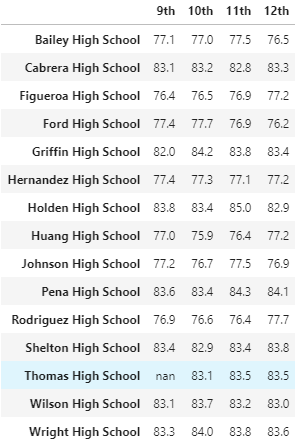 9th 10th 11th 12th
Bailey High School 77.1 77.0 77.5 76.5
Cabrera High School 83.1 83.2 82.8 83.3
Figueroa High School 76.4 76.5 76.9 77.2
Ford High School 77.4 77.7 76.9 76.2
Griffin High School 82.0 84.2 83.8 83.4
Hernandez High School 77.4 77.3 77.1 77.2
Holden High School 83.8 83.4 85.0 82.9
Huang High School 77.0 75.9 76.4 77.2
Johnson High School 77.2 76.7 77.5 76.9
Pena High School 83.6 83.4 84.3 84.1
Rodriguez High School 76.9 76.6 76.4 77.7
Shelton High School 83.4 82.9 83.4 83.8
Thomas High School nan 83.1 83.5 83.5
Wilson High School 83.1 83.7 83.2 83.0
Wright High School 83.3 84.0 83.8 83.6